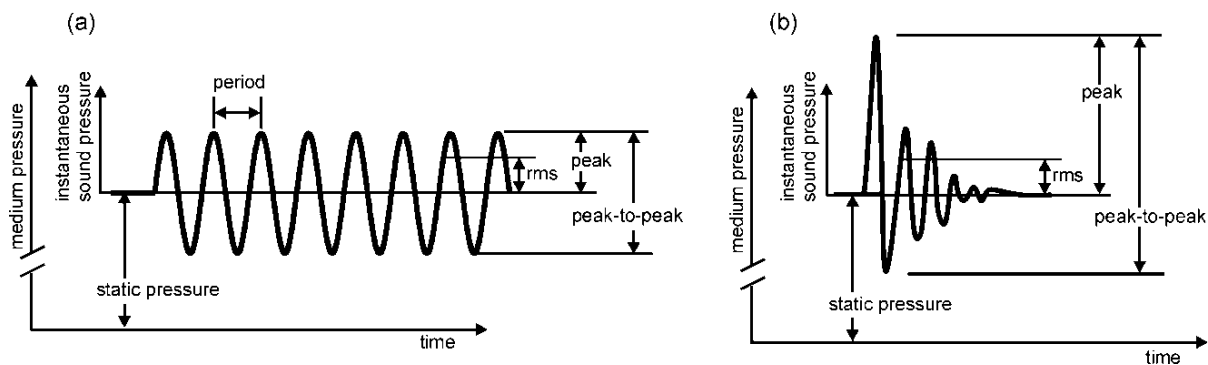 (a)
medium pressure
instantaneous
sound pressure
period
peak
rms
peak-to-peak
static pressure
time
(b)
medium pressure
instantaneous
sound pressure
peak
rms
peak-to-peak
static pressure
time